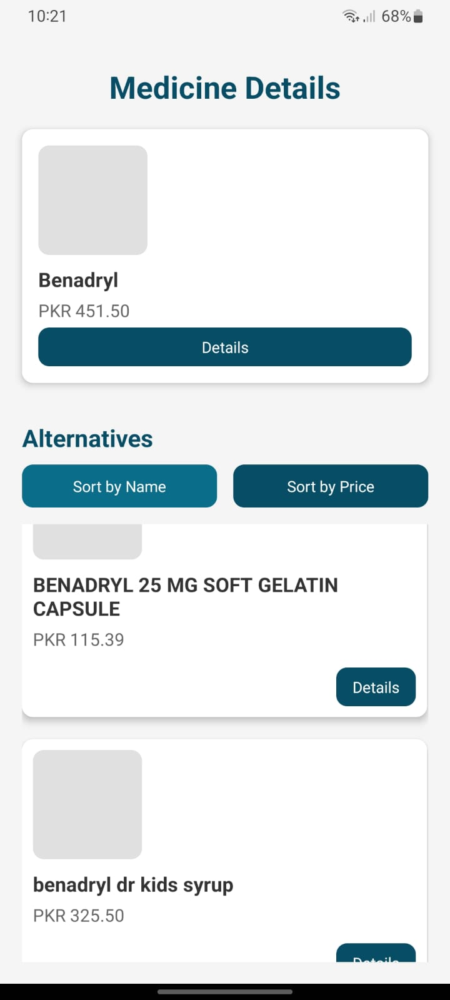 10:21
68%
Medicine Details
Benadryl
PKR 451.50
Details
Alternatives
Sort by Name
Sort by Price
BENADRYL 25 MG SOFT GELATIN
CAPSULE
PKR 115.39
Details
benadryl dr kids syrup
PKR 325.50
Details